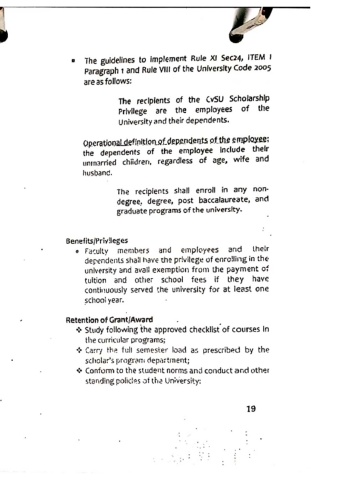 ▪ The guidelines to implement Rule XI Sec24, ITEM I
Paragraph 1 and Rule VIII of the University Code 2005
are as follows:
The recipients of the CvSU Scholarship
Privilege are the employees of the
University and their dependents.
Operational definition of dependents of the employee:
the dependents of the employee include their
unmarried children, regardless of age, wife and
husband.
The recipients shall enroll in any non-
degree, degree, post baccalaureate, and
graduate programs of the university.
Benefits/Privileges
• Faculty members and employees and their
dependents shall have the privilege of enrolling in the
university and avail exemption from the payment of
tuition and other school fees if they have
continuously served the university for at least one
school year.
Retention of Grant/Award
❖ Study following the approved checklist of courses in
the curricular programs;
❖ Carry the full semester load as prescribed by the
scholar's program department;
❖ Conform to the student norms and conduct and other
standing policies of the University;
19